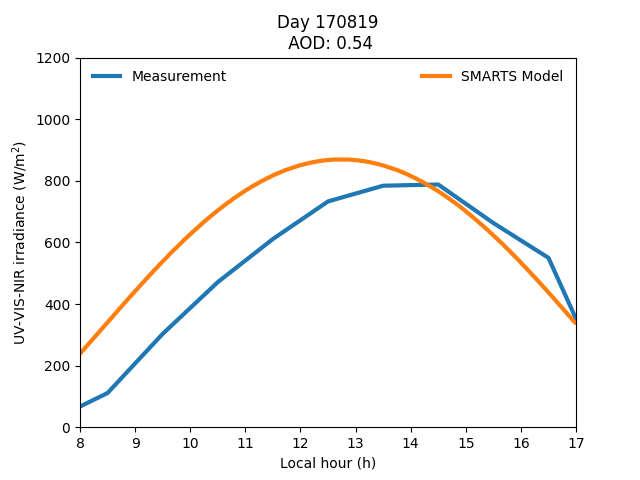 Day 170819
AOD: 0.54
Measurement
SMARTS Model
UV-VIS-NIR irradiance (W/m²)
1200
1000
800
600
400
200
0
8 9 10 11 12 13 14 15 16 17
Local hour (h)